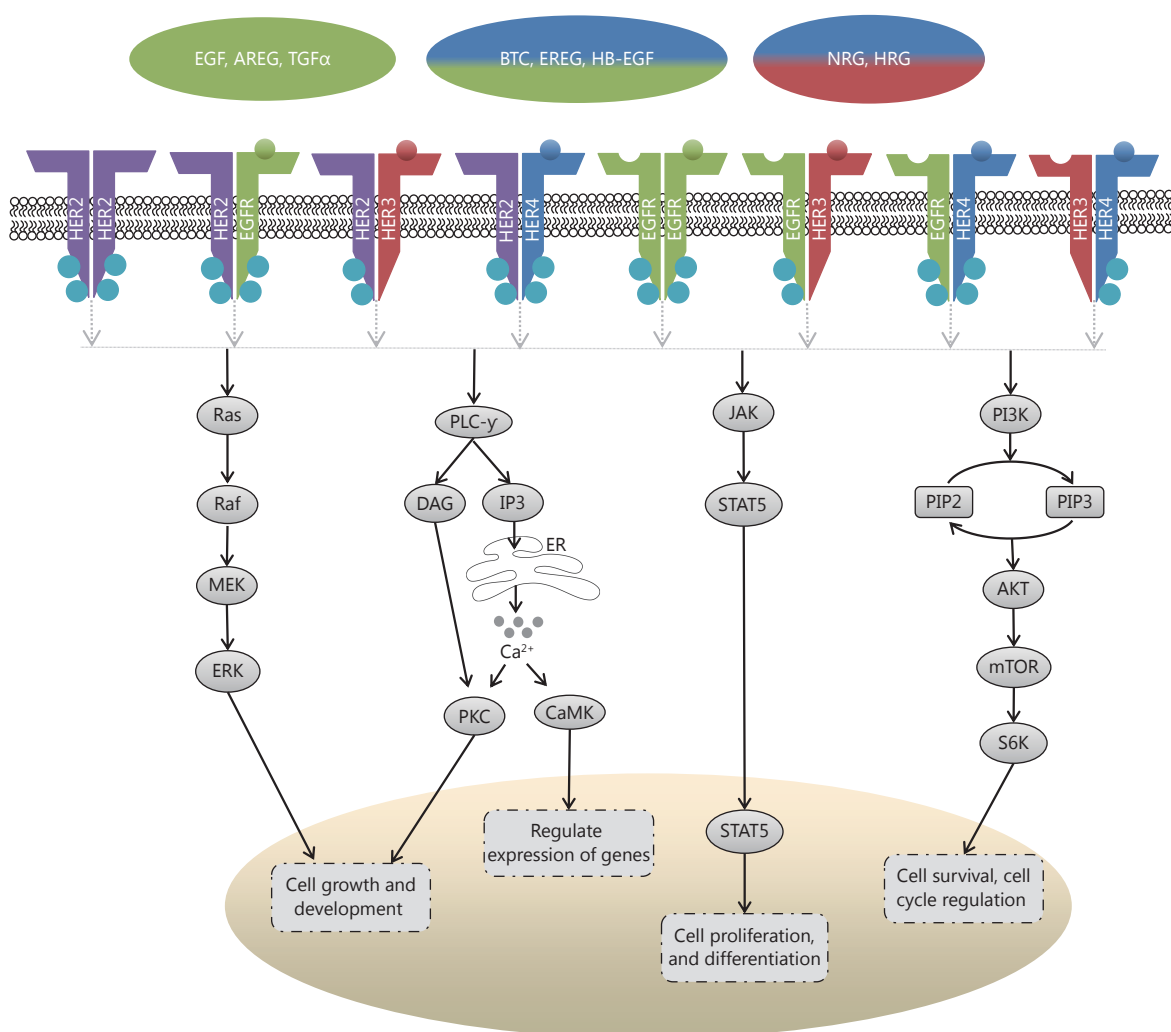 EGF, AREG, TGFα
BTC, EREG, HB-EGF
NRG, HRG
HER2
HER2
HER2
EGFR
HER2
HER3
HER2
HER4
EGFR
EGFR
EGFR
HER3
EGFR
HER4
HER3
HER4
Ras
PLC-y
JAK
PI3K
Raf
DAG
IP3
STAT5
PIP2
PIP3
ER
MEK
AKT
Ca²⁺
ERK
mTOR
PKC
CaMK
S6K
Regulate
expression of genes
STAT5
Cell growth and
development
Cell survival, cell
cycle regulation
Cell proliferation,
and differentiation